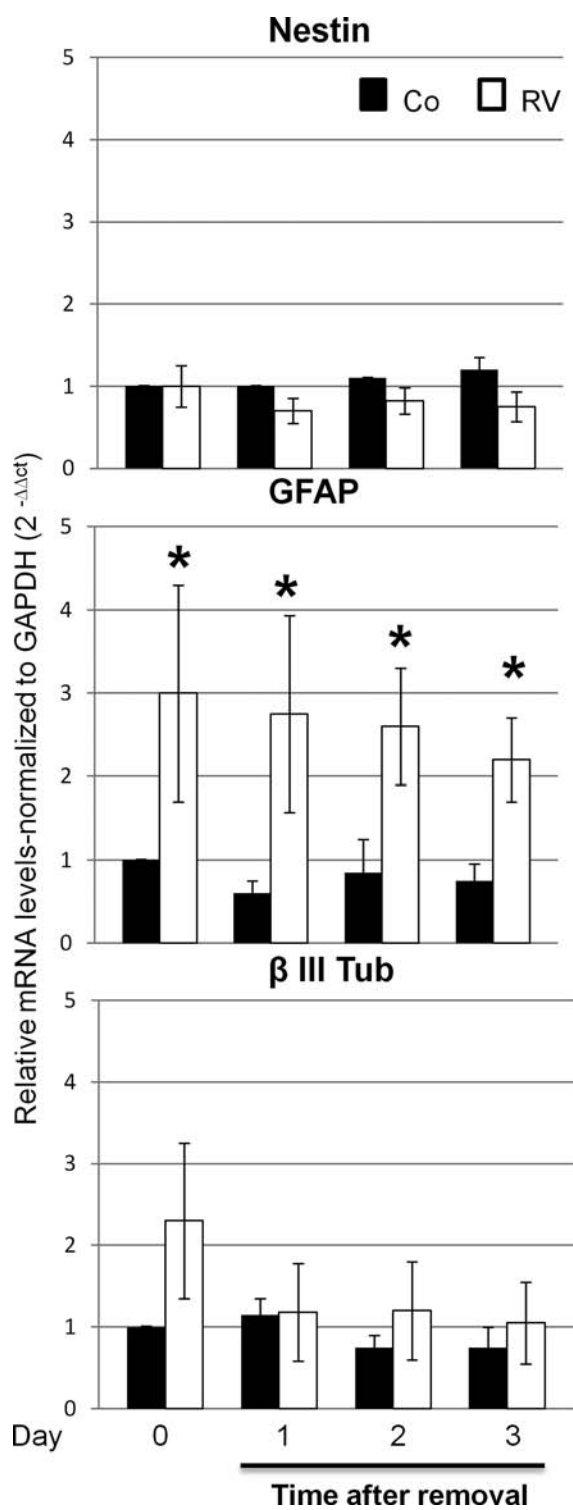 Nestin
Co RV
5
4
3
2
1
0
GFAP
5
4
3
2
1
0
* * * *
β III Tub
5
4
3
2
1
0
Relative mRNA levels-normalized to GAPDH (2 -ΔΔct)
Day 0 1 2 3
Time after removal